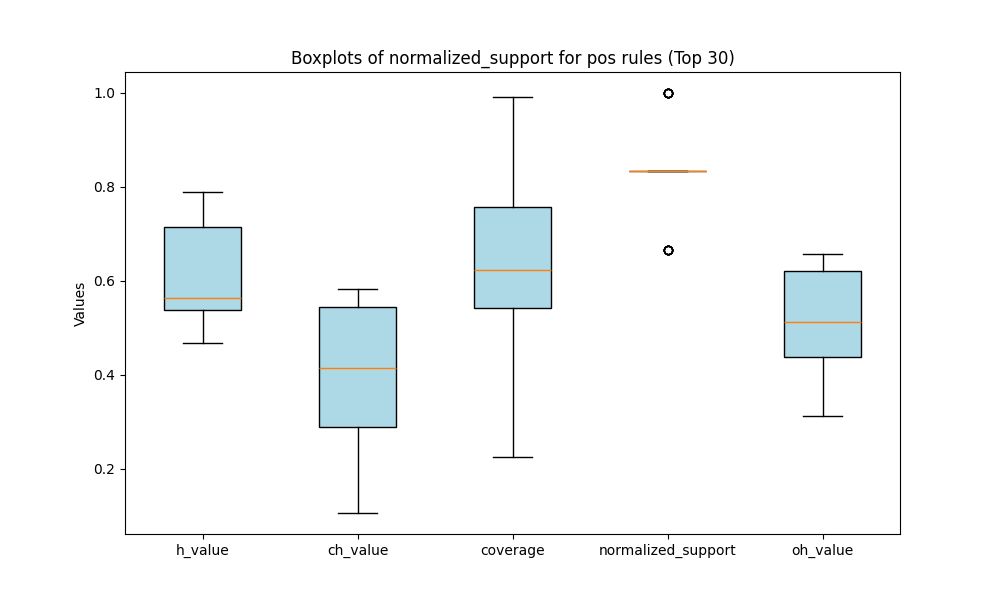 Boxplots of normalized_support for pos rules (Top 30)
Values
1.0
0.8
0.6
0.4
0.2
h_value
ch_value
coverage
normalized_support
oh_value